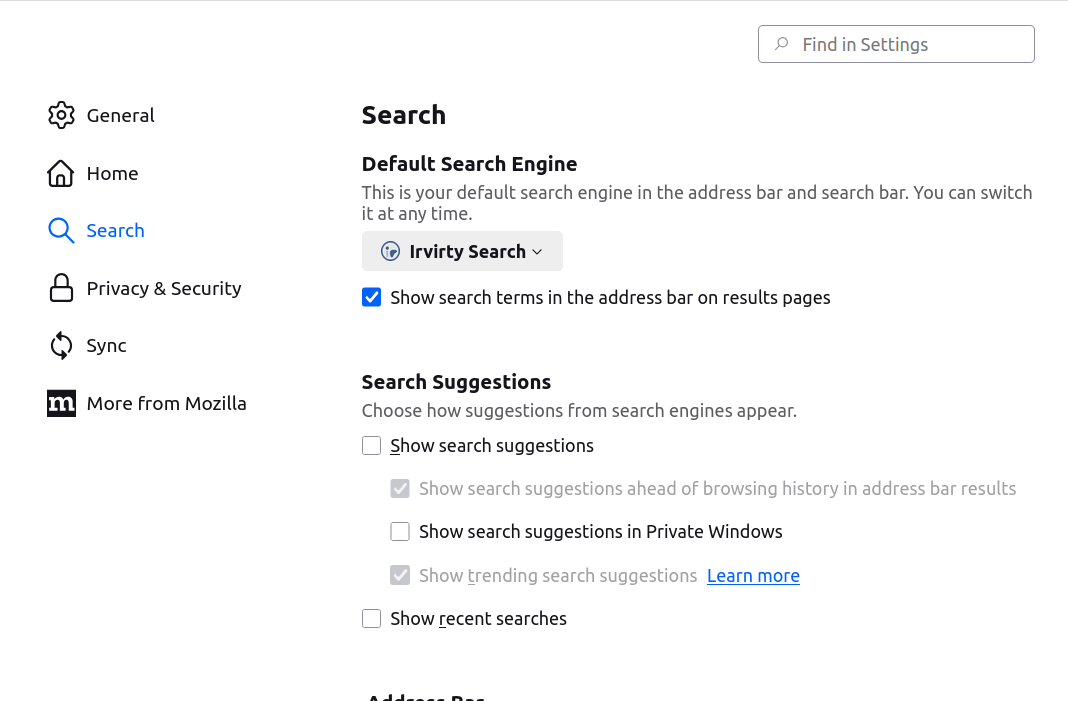 Find in Settings
General
Home
Search
Privacy & Security
Sync
m More from Mozilla
Search
Default Search Engine
This is your default search engine in the address bar and search bar. You can switch
it at any time.
Irvirty Search
Show search terms in the address bar on results pages
Search Suggestions
Choose how suggestions from search engines appear.
Show search suggestions
Show search suggestions ahead of browsing history in address bar results
Show search suggestions in Private Windows
Show trending search suggestions Learn more
Show recent searches
Address Bar